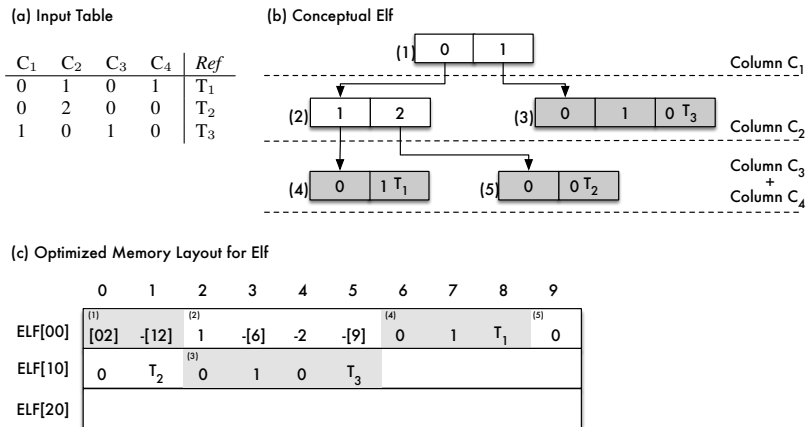 (a) Input Table
C1 C2 C3 C4 Ref
0 1 0 1 T1
0 2 0 0 T2
1 0 1 0 T3
(b) Conceptual Elf
(1) 0 1
Column C1
(2) 1 2
(3) 0 1 0 T3
Column C2
(4) 0 1 T1
(5) 0 0 T2
Column C3
+
Column C4
(c) Optimized Memory Layout for Elf
0 1 2 3 4 5 6 7 8 9
(1) (2) (4) (5)
ELF[00] [02] -[12] 1 -[6] -2 -[9] 0 1 T1 0
(3)
ELF[10] 0 T2 0 1 0 T3
ELF[20]